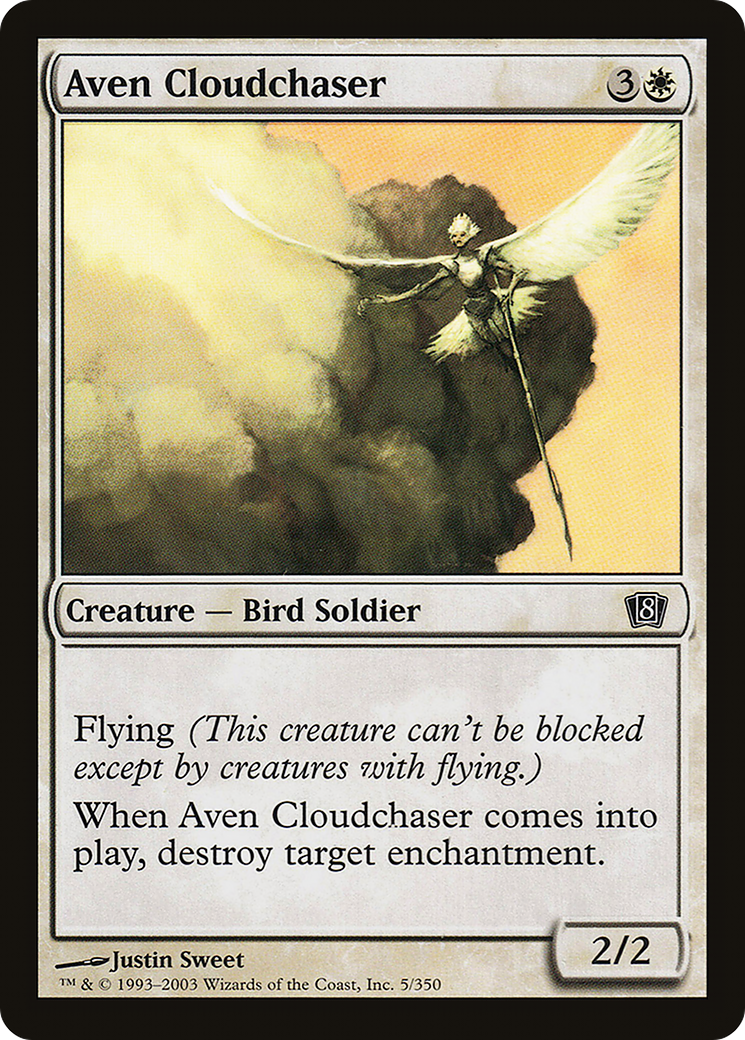 Aven Cloudchaser 3
Creature — Bird Soldier 8
Flying (This creature can't be blocked
except by creatures with flying.)
When Aven Cloudchaser comes into
play, destroy target enchantment.
2/2
Justin Sweet
™ & © 1993–2003 Wizards of the Coast, Inc. 5/350